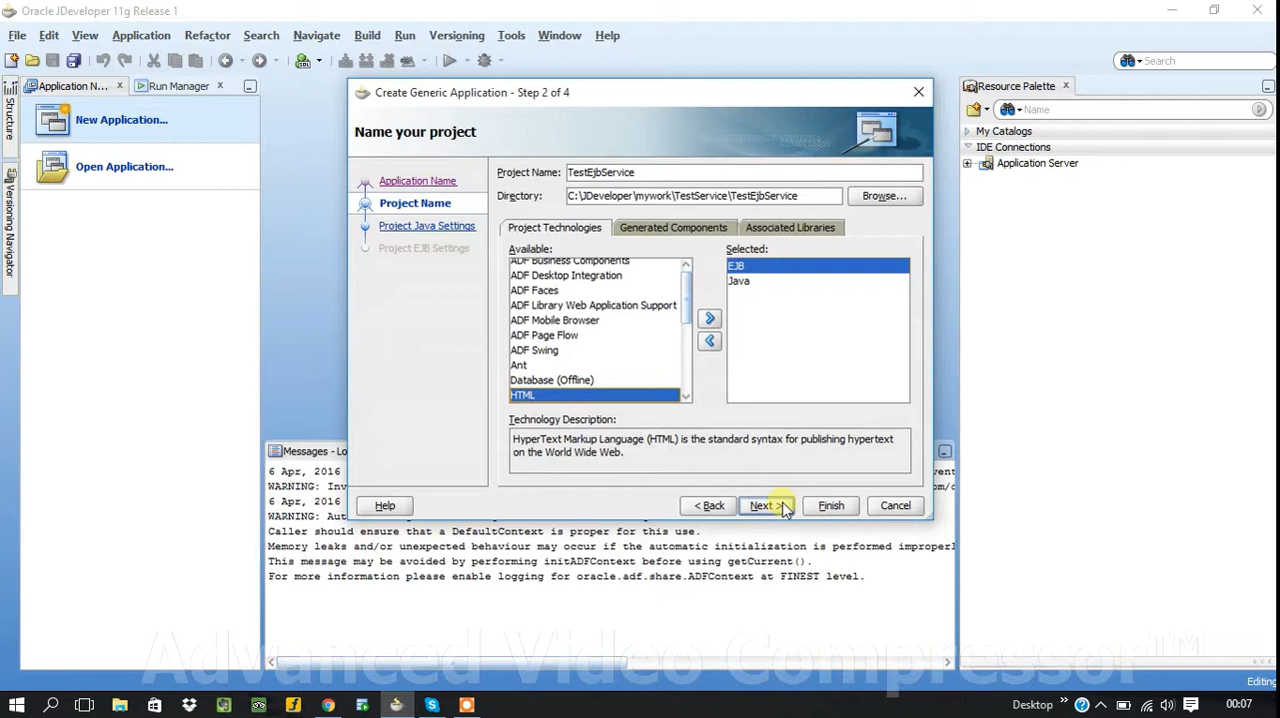 Oracle JDeveloper 11g Release 1
File Edit View Application Refactor Search Navigate Build Run Versioning Tools Window Help
Search
Application N... Run Manager
Resource Palette
New Application...
Open Application...
Structure
Versioning Navigator
Name
My Catalogs
IDE Connections
Application Server
Create Generic Application - Step 2 of 4
Name your project
Application Name
Project Name
Project Java Settings
Project EJB Settings
Project Name: TestEjbService
Directory: C:\JDeveloper\mywork\TestService\TestEjbService Browse...
Project Technologies Generated Components Associated Libraries
Available:
ADF Business Components
ADF Desktop Integration
ADF Faces
ADF Library Web Application Support
ADF Mobile Browser
ADF Page Flow
ADF Swing
Ant
Database (Offline)
HTML
Selected:
EJB
Java
Technology Description:
HyperText Markup Language (HTML) is the standard syntax for publishing hypertext
on the World Wide Web.
Help < Back Next > Finish Cancel
Messages - Lo
6 Apr, 2016
WARNING: Inv
6 Apr, 2016
WARNING: Aut
Caller should ensure that a DefaultContext is proper for this use.
Memory leaks and/or unexpected behaviour may occur if the automatic initialization is performed improperl
This message may be avoided by performing initADFContext before using getCurrent().
For more information please enable logging for oracle.adf.share.ADFContext at FINEST level.
Advanced Video Compressor™
Editing
Desktop
00:07